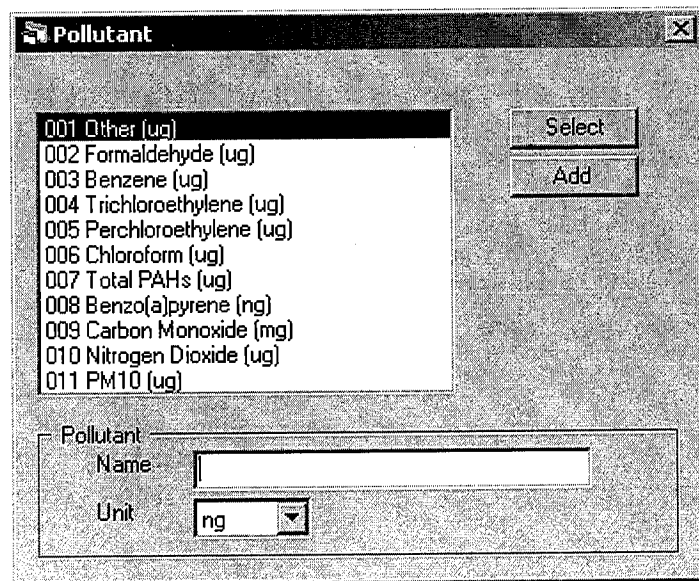 Pollutant
001 Other (ug)
002 Formaldehyde (ug)
003 Benzene (ug)
004 Trichloroethylene (ug)
005 Perchloroethylene (ug)
006 Chloroform (ug)
007 Total PAHs (ug)
008 Benzo(a)pyrene (ng)
009 Carbon Monoxide (mg)
010 Nitrogen Dioxide (ug)
011 PM10 (ug)
Select
Add
Pollutant
Name
Unit ng